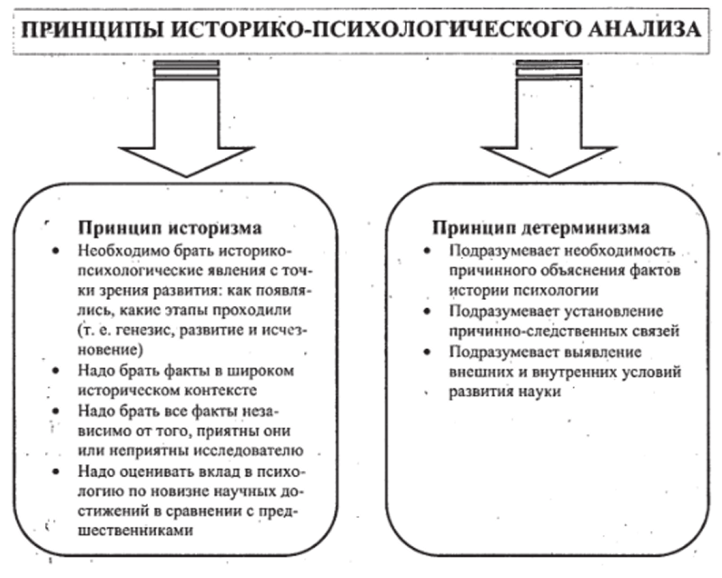 ПРИНЦИПЫ ИСТОРИКО-ПСИХОЛОГИЧЕСКОГО АНАЛИЗА
Принцип историзма
• Необходимо брать историко-
психологические явления с точ-
ки зрения развития: как появля-
лись, какие этапы проходили
(т. е. генезис, развитие и исчез-
новение)
• Надо брать факты в широком
историческом контексте
• Надо брать все факты неза-
висимо от того, приятны они
или неприятны исследователю
• Надо оценивать вклад в психо-
логию по новизне научных до-
стижений в сравнении с пред-
шественниками
Принцип детерминизма
• Подразумевает необходимость
причинного объяснения фактов
истории психологии
• Подразумевает установление
причинно-следственных связей
• Подразумевает выявление
внешних и внутренних условий
развития науки